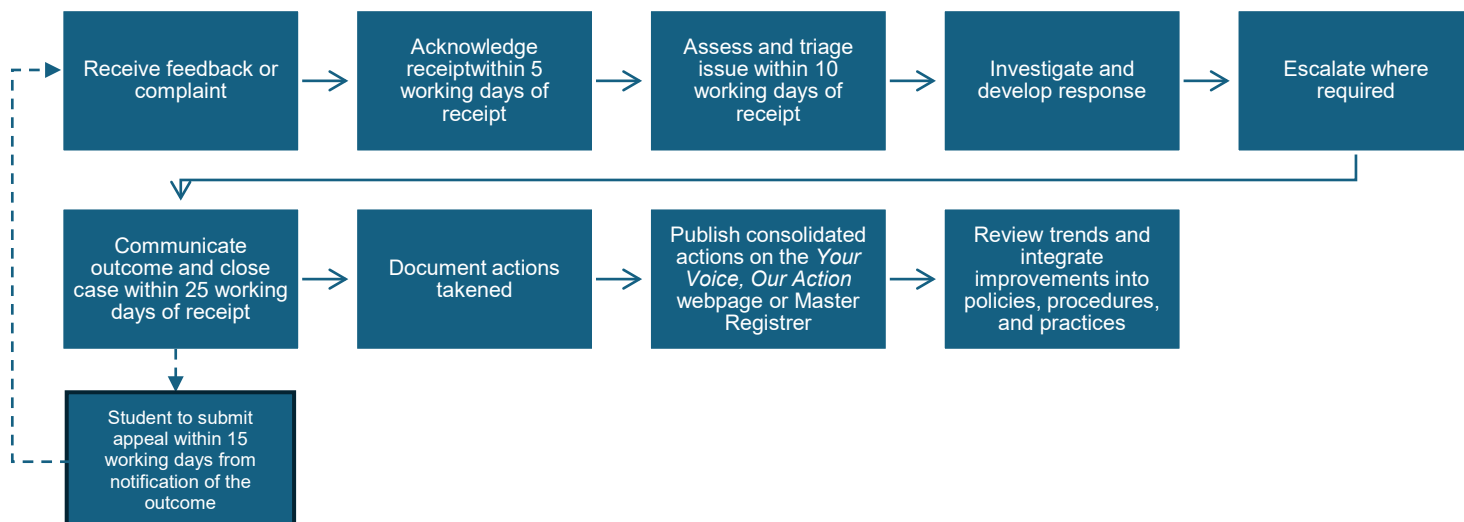 Receive feedback or
complaint
Acknowledge
receiptwithin 5
working days of
receipt
Assess and triage
issue within 10
working days of
receipt
Investigate and
develop response
Escalate where
required
Communicate
outcome and close
case within 25 working
days of receipt
Document actions
takened
Publish consolidated
actions on the Your
Voice, Our Action
webpage or Master
Registrer
Review trends and
integrate
improvements into
policies, procedures,
and practices
Student to submit
appeal within 15
working days from
notification of the
outcome